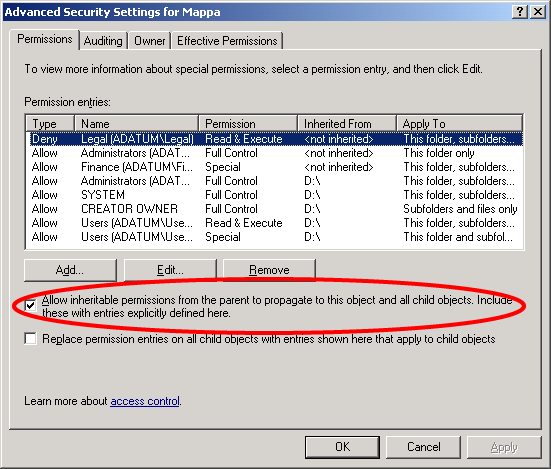 Advanced Security Settings for Mappa
Permissions Auditing Owner Effective Permissions
To view more information about special permissions, select a permission entry, and then click Edit.
Permission entries:
Type Name Permission Inherited From Apply To
Deny Legal (ADATUM\Legal) Read & Execute <not inherited> This folder, subfolders...
Allow Administrators (ADAT... Full Control <not inherited> This folder only
Allow Finance (ADATUM\Fi... Special <not inherited> This folder, subfolders...
Allow Administrators (ADAT... Full Control D:\ This folder, subfolders...
Allow SYSTEM Full Control D:\ This folder, subfolders...
Allow CREATOR OWNER Full Control D:\ Subfolders and files only
Allow Users (ADATUM\Use... Read & Execute D:\ This folder, subfolders...
Allow Users (ADATUM\Use... Special D:\ This folder and subfol...
Add... Edit... Remove
Allow inheritable permissions from the parent to propagate to this object and all child objects. Include
these with entries explicitly defined here.
Replace permission entries on all child objects with entries shown here that apply to child objects
Learn more about access control.
OK Cancel Apply